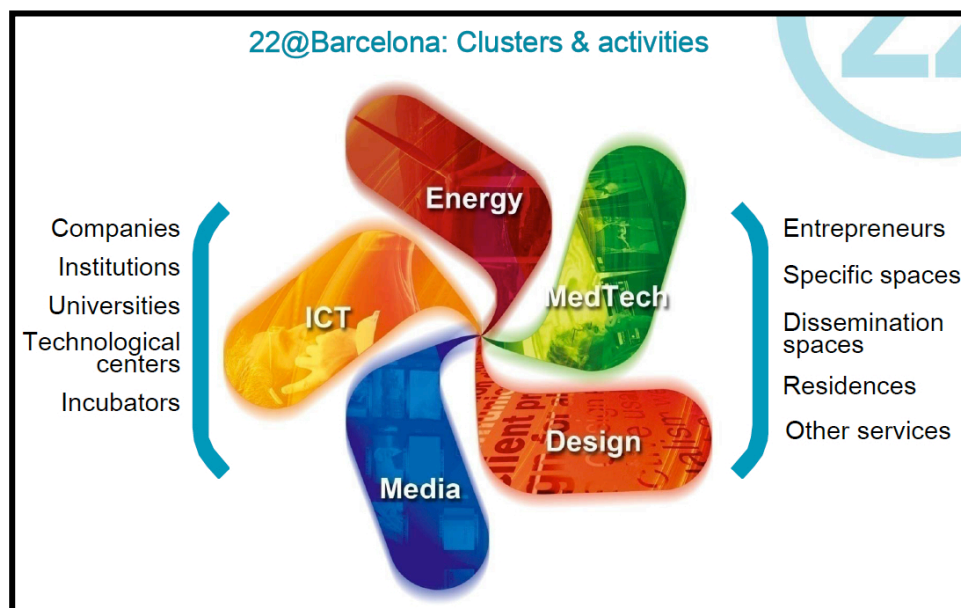 22@Barcelona: Clusters & activities
22
Companies
Institutions
Universities
Technological
centers
Incubators
Energy
MedTech
ICT
Design
Media
Entrepreneurs
Specific spaces
Dissemination
spaces
Residences
Other services